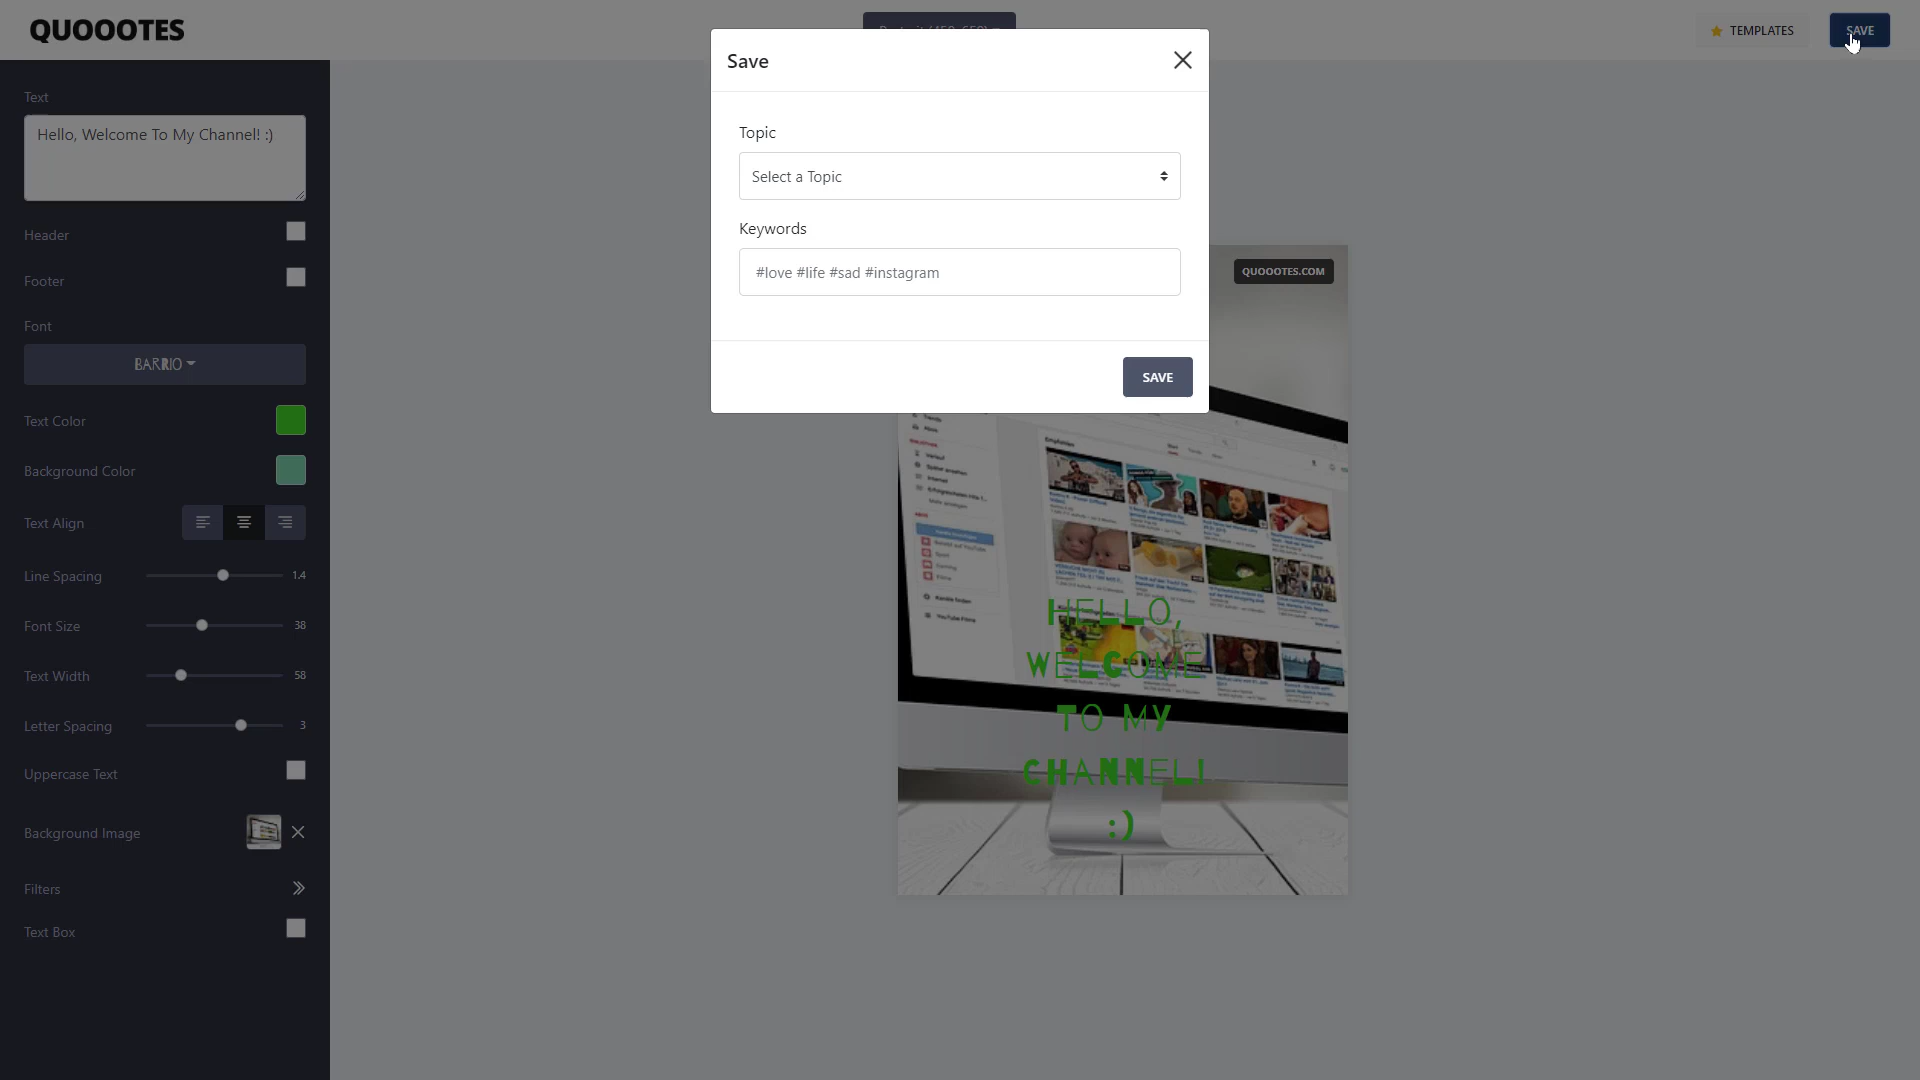 QUOOOTES
TEMPLATES
SAVE
Save
Topic
Select a Topic
Keywords
#love #life #sad #instagram
SAVE
Text
Hello, Welcome To My Channel! :)
Header
Footer
Font
BARRIO
Text Color
Background Color
Text Align
Line Spacing 1.4
Font Size 38
Text Width 58
Letter Spacing 3
Uppercase Text
Background Image
Filters
Text Box
QUOOOTES.COM
Empfohlen
HELLO,
WELCOME
TO MY
CHANNEL!
:)